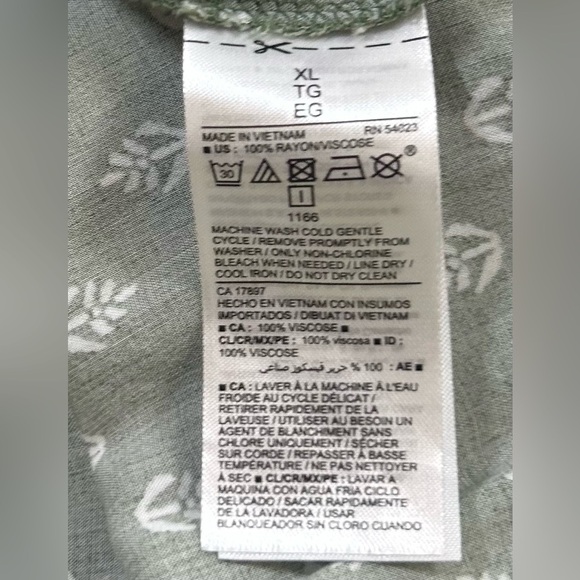 XL
TG
EG
MADE IN VIETNAM RN 54023
■ US : 100% RAYON/VISCOSE
30 ®
1166
MACHINE WASH COLD GENTLE
CYCLE / REMOVE PROMPTLY FROM
WASHER / ONLY NON-CHLORINE
BLEACH WHEN NEEDED / LINE DRY /
COOL IRON / DO NOT DRY CLEAN
CA 17897
HECHO EN VIETNAM CON INSUMOS
IMPORTADOS / DIBUAT DI VIETNAM
■ CA : 100% VISCOSE ■
CL/CR/MX/PE : 100% viscosa ■ ID :
100% VISCOSE
■ AE : 100 % حرير فيسكوز صناعي
■ CA : LAVER À LA MACHINE À L'EAU
FROIDE AU CYCLE DÉLICAT /
RETIRER RAPIDEMENT DE LA
LAVEUSE / UTILISER AU BESOIN UN
AGENT DE BLANCHIMENT SANS
CHLORE UNIQUEMENT / SÉCHER
SUR CORDE / REPASSER À BASSE
TEMPÉRATURE / NE PAS NETTOYER
À SEC ■ CL/CR/MX/PE : LAVAR A
MAQUINA CON AGUA FRIA CICLO
DELICADO / SACAR RAPIDAMENTE
DE LA LAVADORA / USAR
BLANQUEADOR SIN CLORO CUANDO